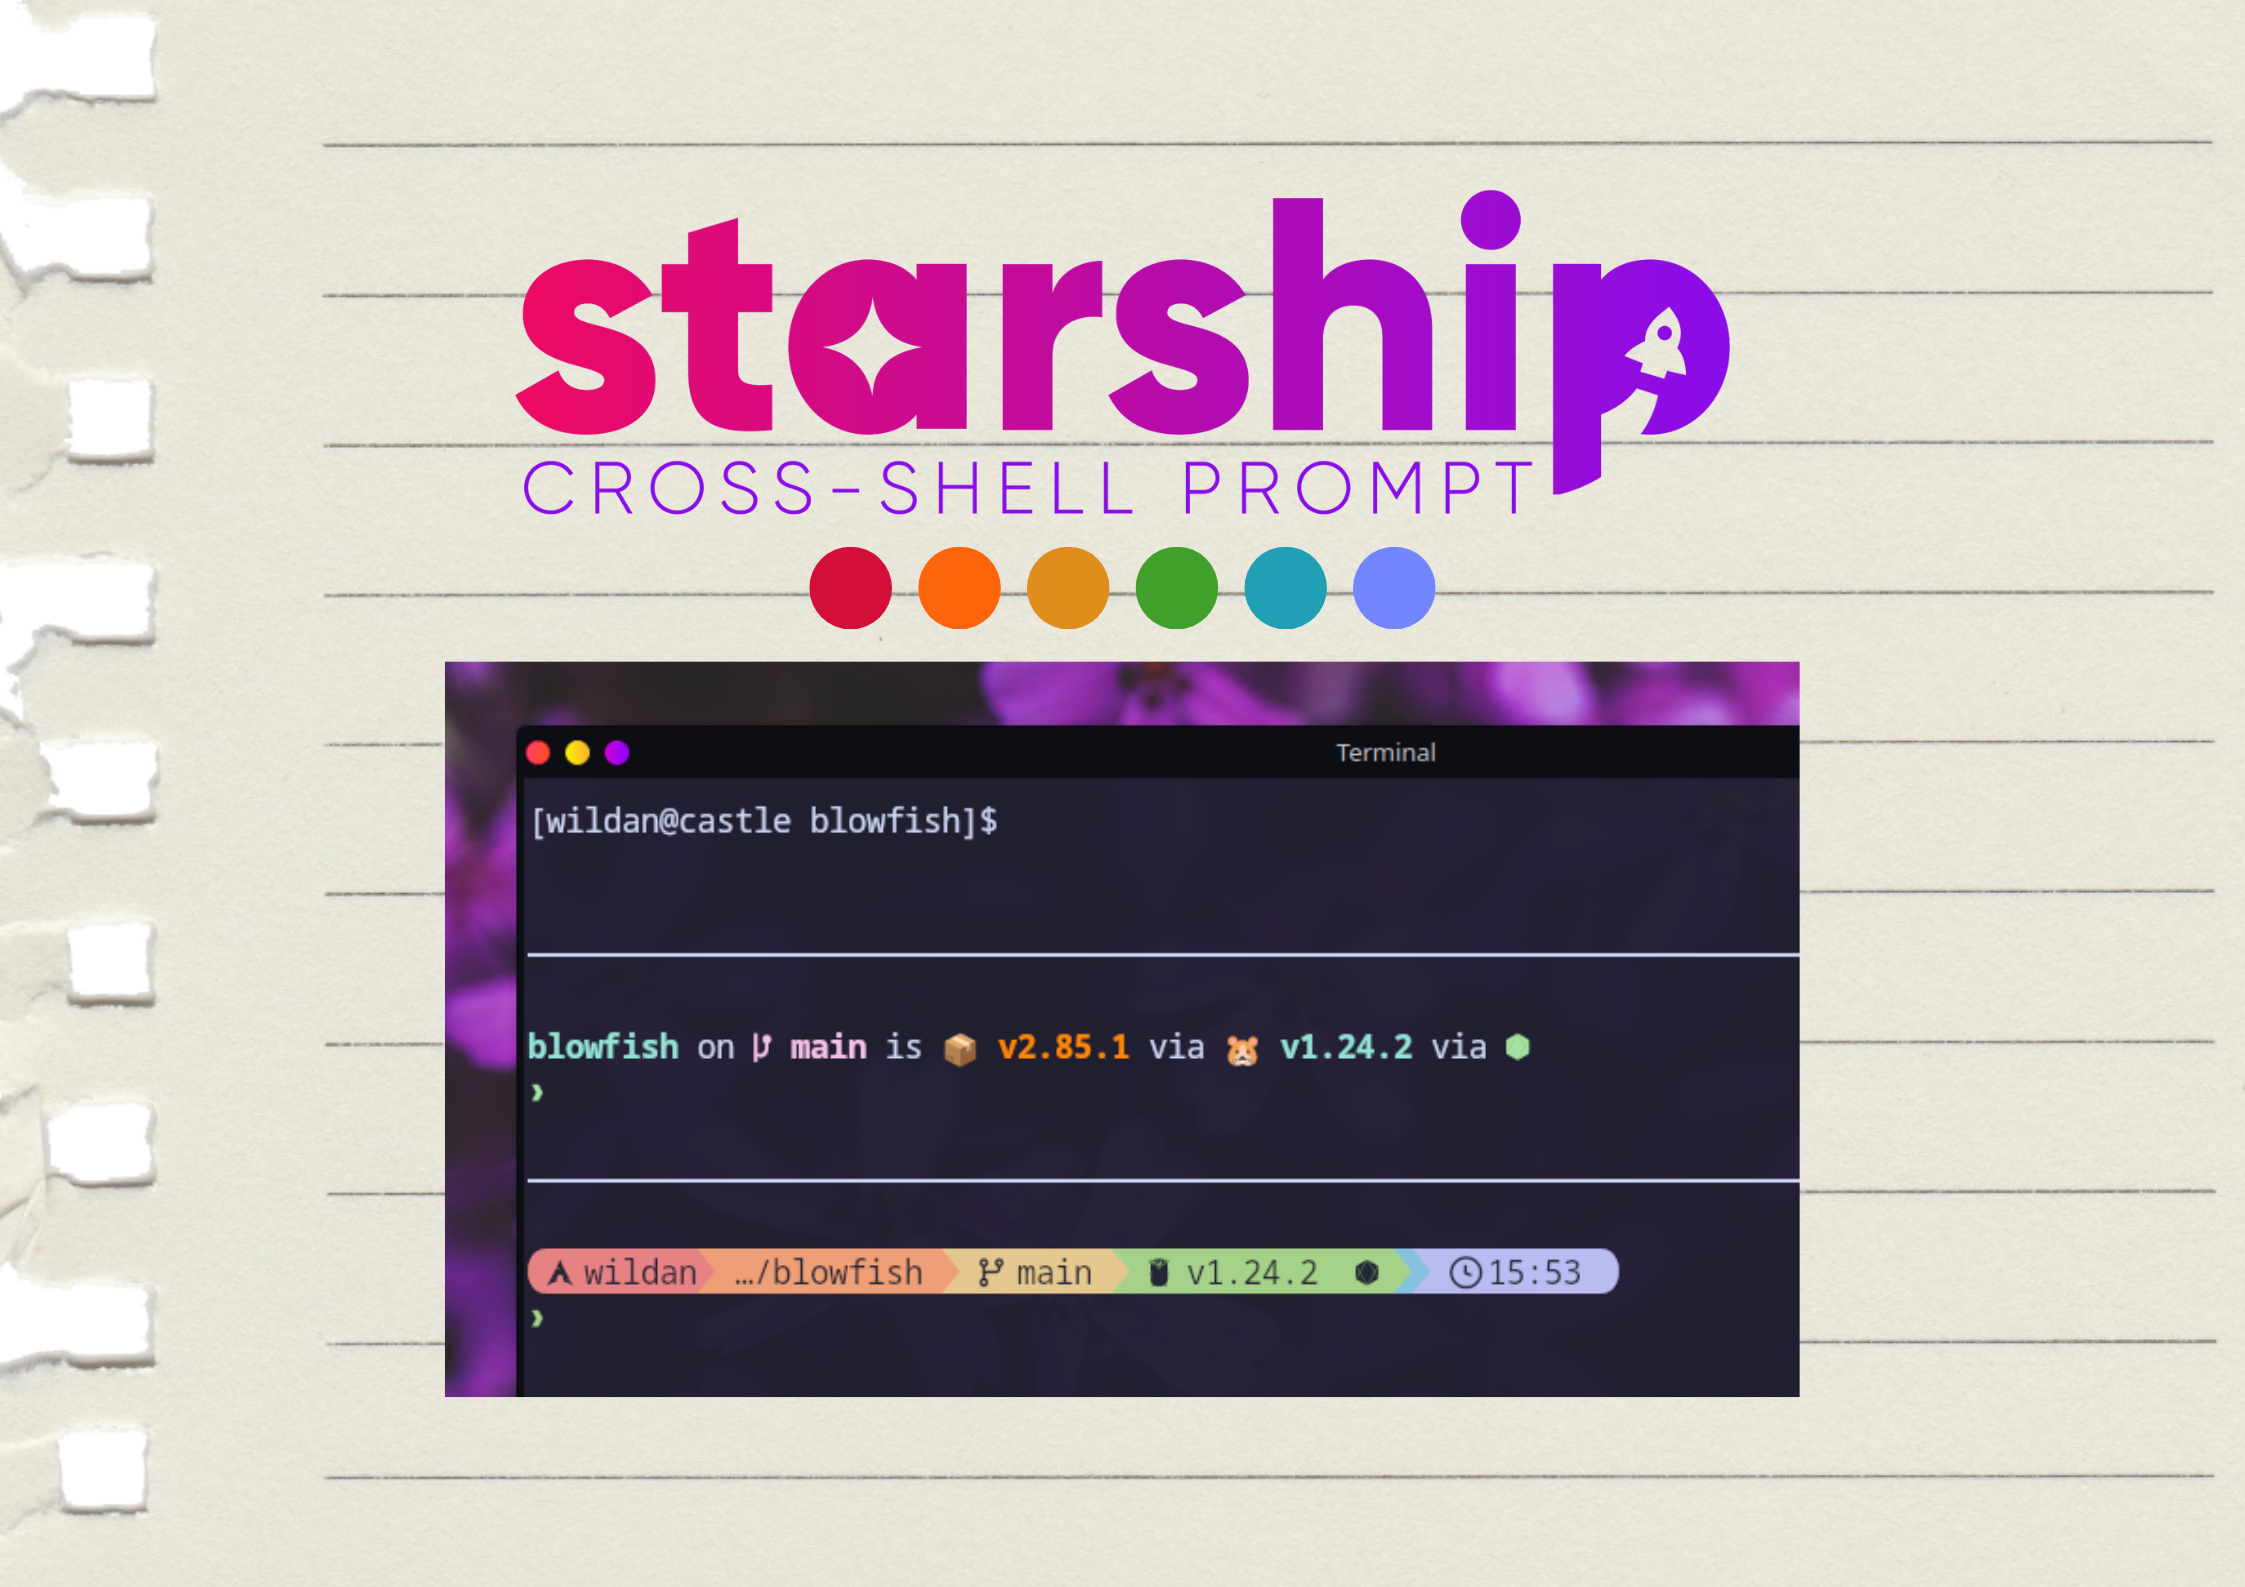 starship
CROSS-SHELL PROMPT
Terminal
[wildan@castle blowfish]$
blowfish on main is 📦 v2.85.1 via 🐹 v1.24.2 via ⬢
❯
wildan …/blowfish main v1.24.2 15:53
❯